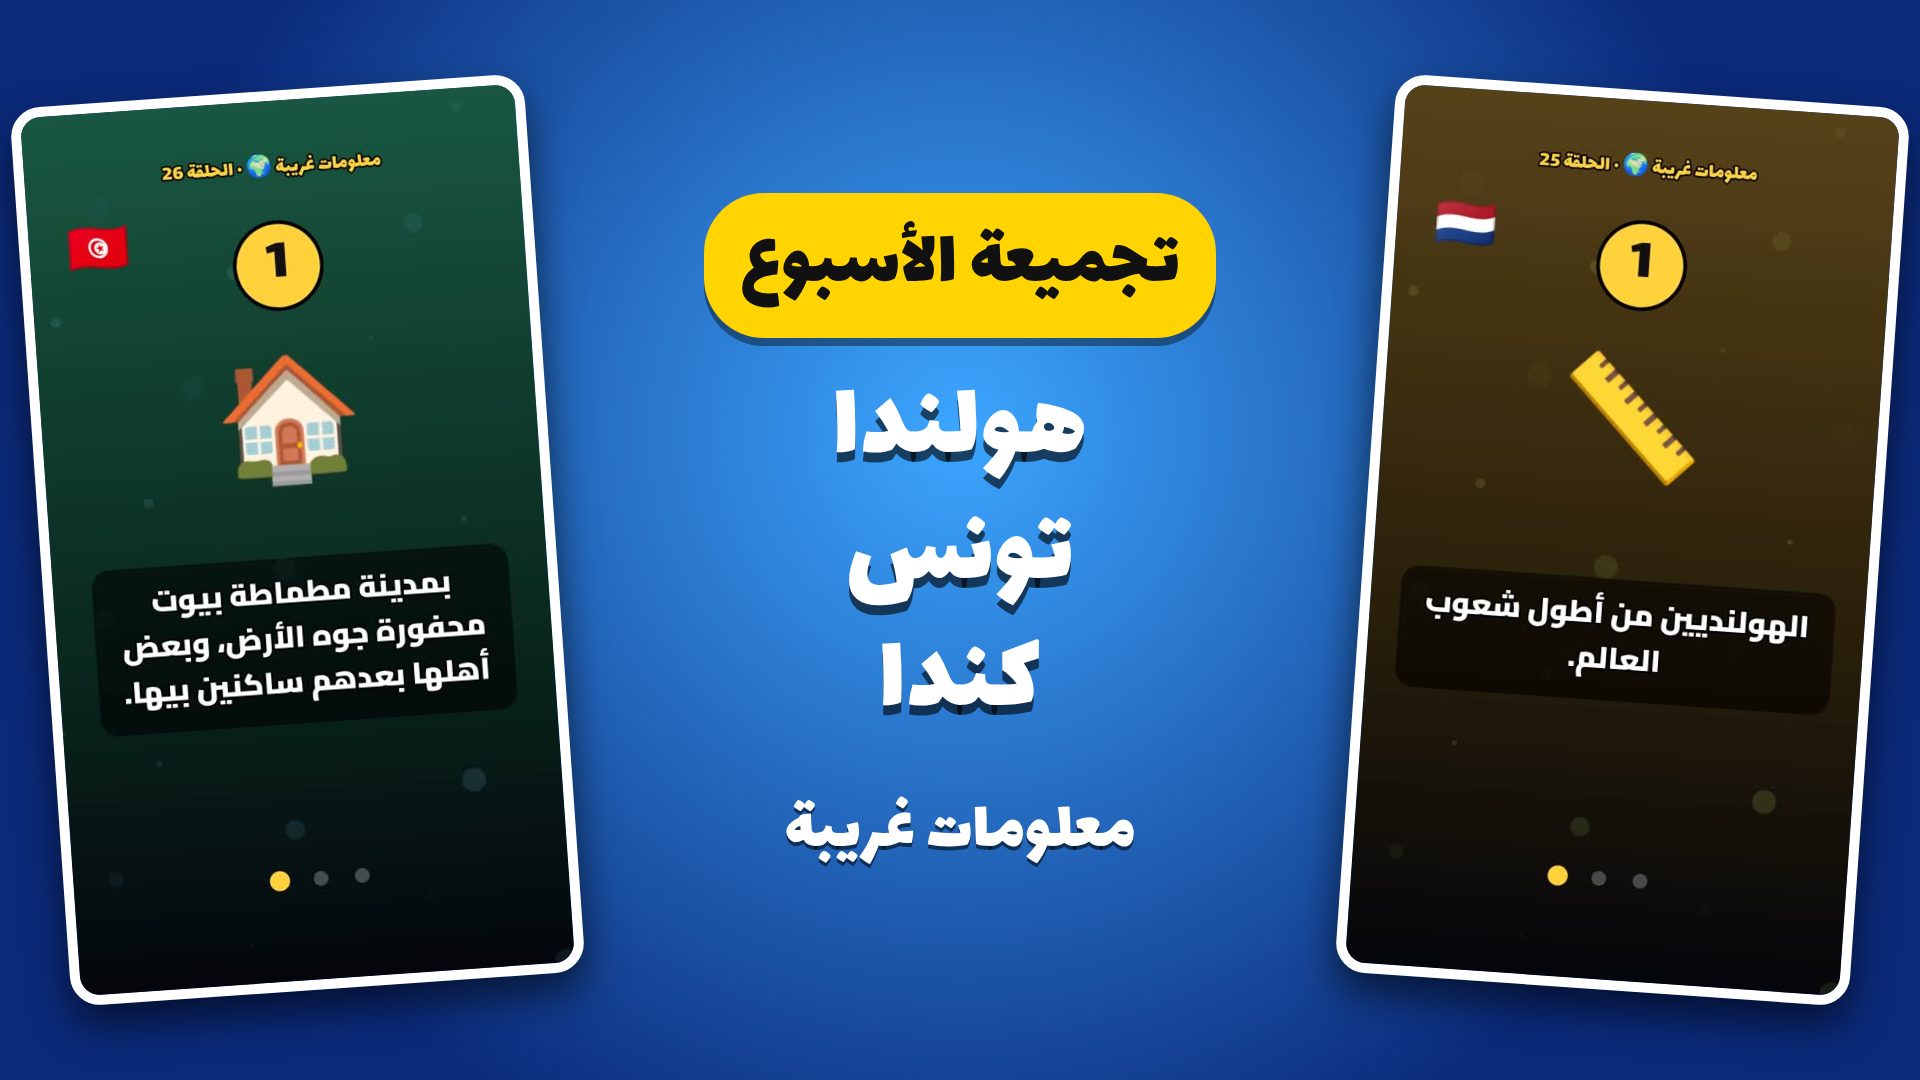 معلومات غريبة 🌍 · الحلقة 25
1
الهولنديين من أطول شعوب
العالم.
تجميعة الأسبوع
هولندا
تونس
كندا
معلومات غريبة
معلومات غريبة 🌍 · الحلقة 26
1
بمدينة مطماطة بيوت
محفورة جوه الأرض، وبعض
أهلها بعدهم ساكنين بيها.